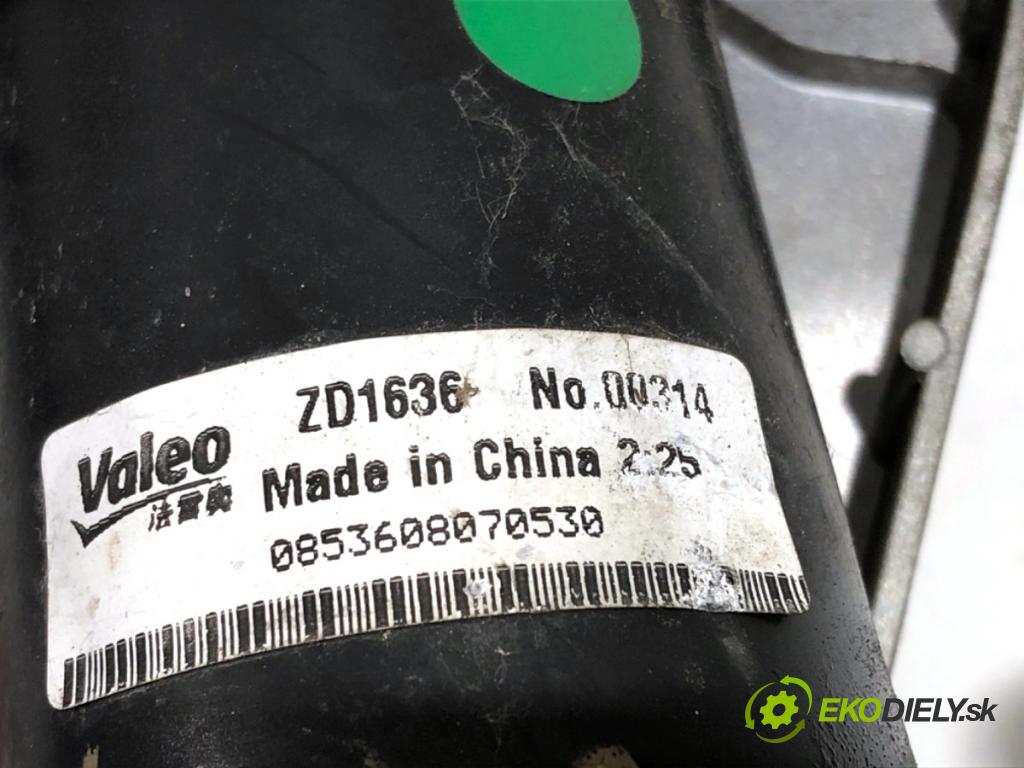 ZD1636 No.00314
Valeo
法雷奥
Made in China 2.25
0853608070530
EKODIELY.sk